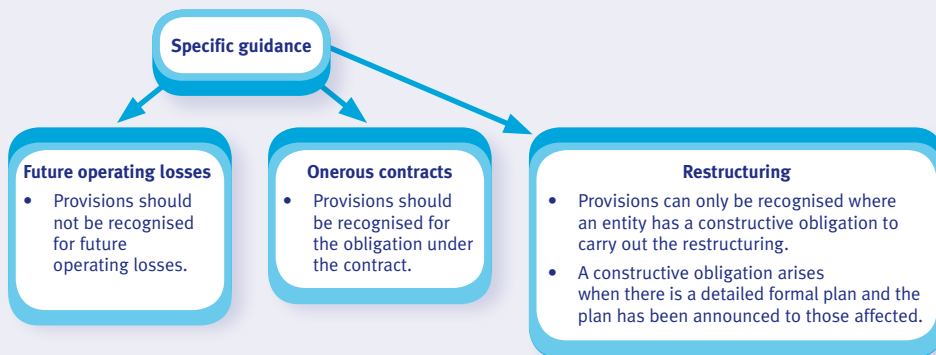 Specific guidance
Future operating losses
• Provisions should
not be recognised
for future
operating losses.
Onerous contracts
• Provisions should
be recognised for
the obligation under
the contract.
Restructuring
• Provisions can only be recognised where
an entity has a constructive obligation to
carry out the restructuring.
• A constructive obligation arises
when there is a detailed formal plan and the
plan has been announced to those affected.